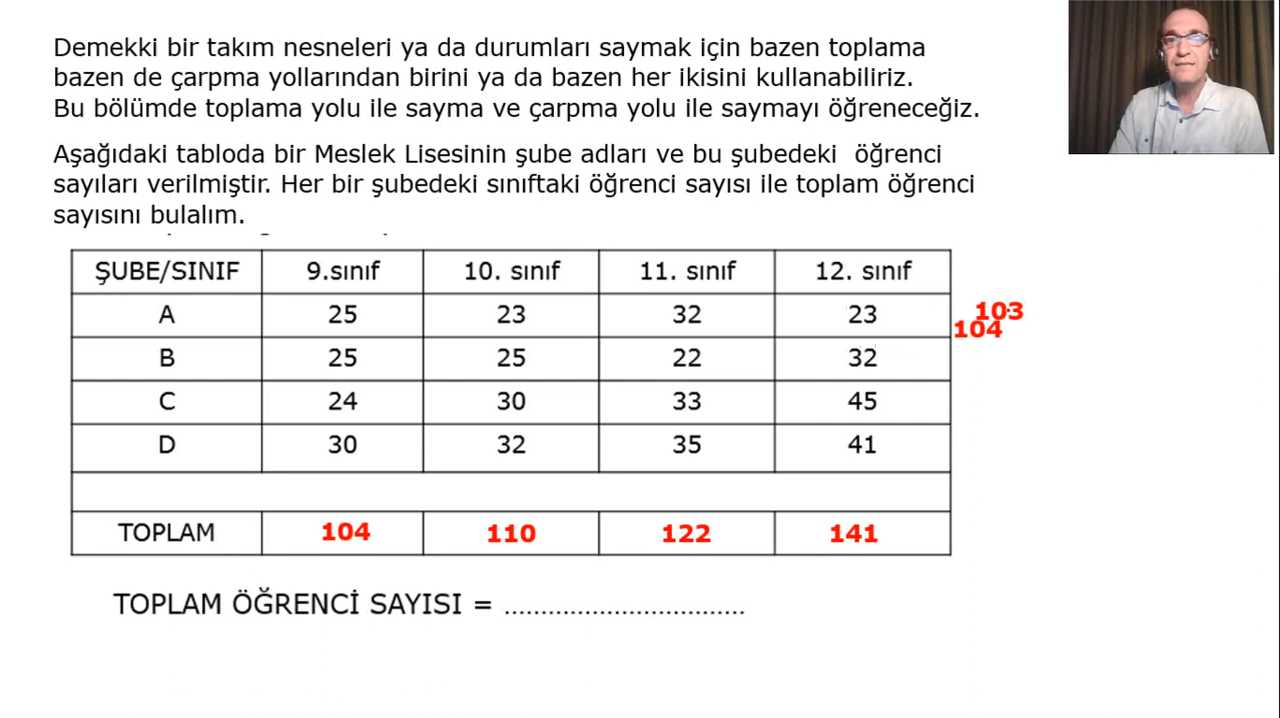 Demekki bir takım nesneleri ya da durumları saymak için bazen toplama
bazen de çarpma yollarından birini ya da bazen her ikisini kullanabiliriz.
Bu bölümde toplama yolu ile sayma ve çarpma yolu ile saymayı öğreneceğiz.
Aşağıdaki tabloda bir Meslek Lisesinin şube adları ve bu şubedeki öğrenci
sayıları verilmiştir. Her bir şubedeki sınıftaki öğrenci sayısı ile toplam öğrenci
sayısını bulalım.
ŞUBE/SINIF 9.sınıf 10. sınıf 11. sınıf 12. sınıf
A 25 23 32 23 103
104
B 25 25 22 32
C 24 30 33 45
D 30 32 35 41
TOPLAM 104 110 122 141
TOPLAM ÖĞRENCİ SAYISI = ................................